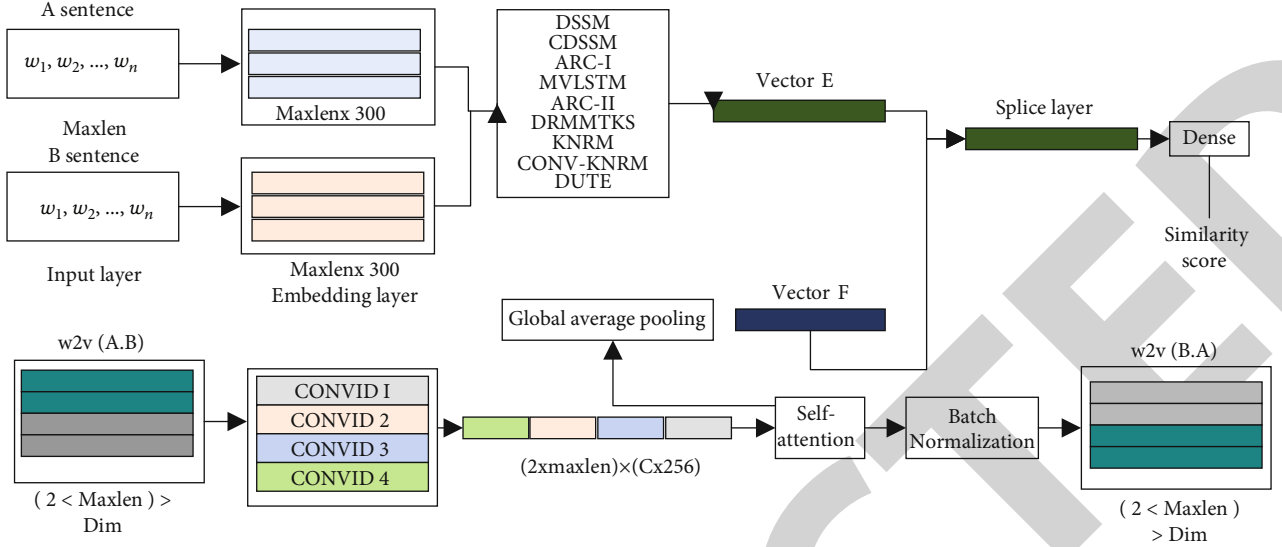 A sentence
w₁, w₂, ..., wₙ
Maxlenx 300
Maxlen
B sentence
w₁, w₂, ..., wₙ
Input layer
Maxlenx 300
Embedding layer
DSSM
CDSSM
ARC-I
MVLSTM
ARC-II
DRMMTKS
KNRM
CONV-KNRM
DUTE
Vector E
Splice layer
Dense
Similarity
score
Vector F
Global average pooling
w2v (A.B)
( 2 < Maxlen ) >
Dim
CONVID I
CONVID 2
CONVID 3
CONVID 4
(2xmaxlen)×(Cx256)
Self-
attention
Batch
Normalization
w2v (B.A)
( 2 < Maxlen )
> Dim